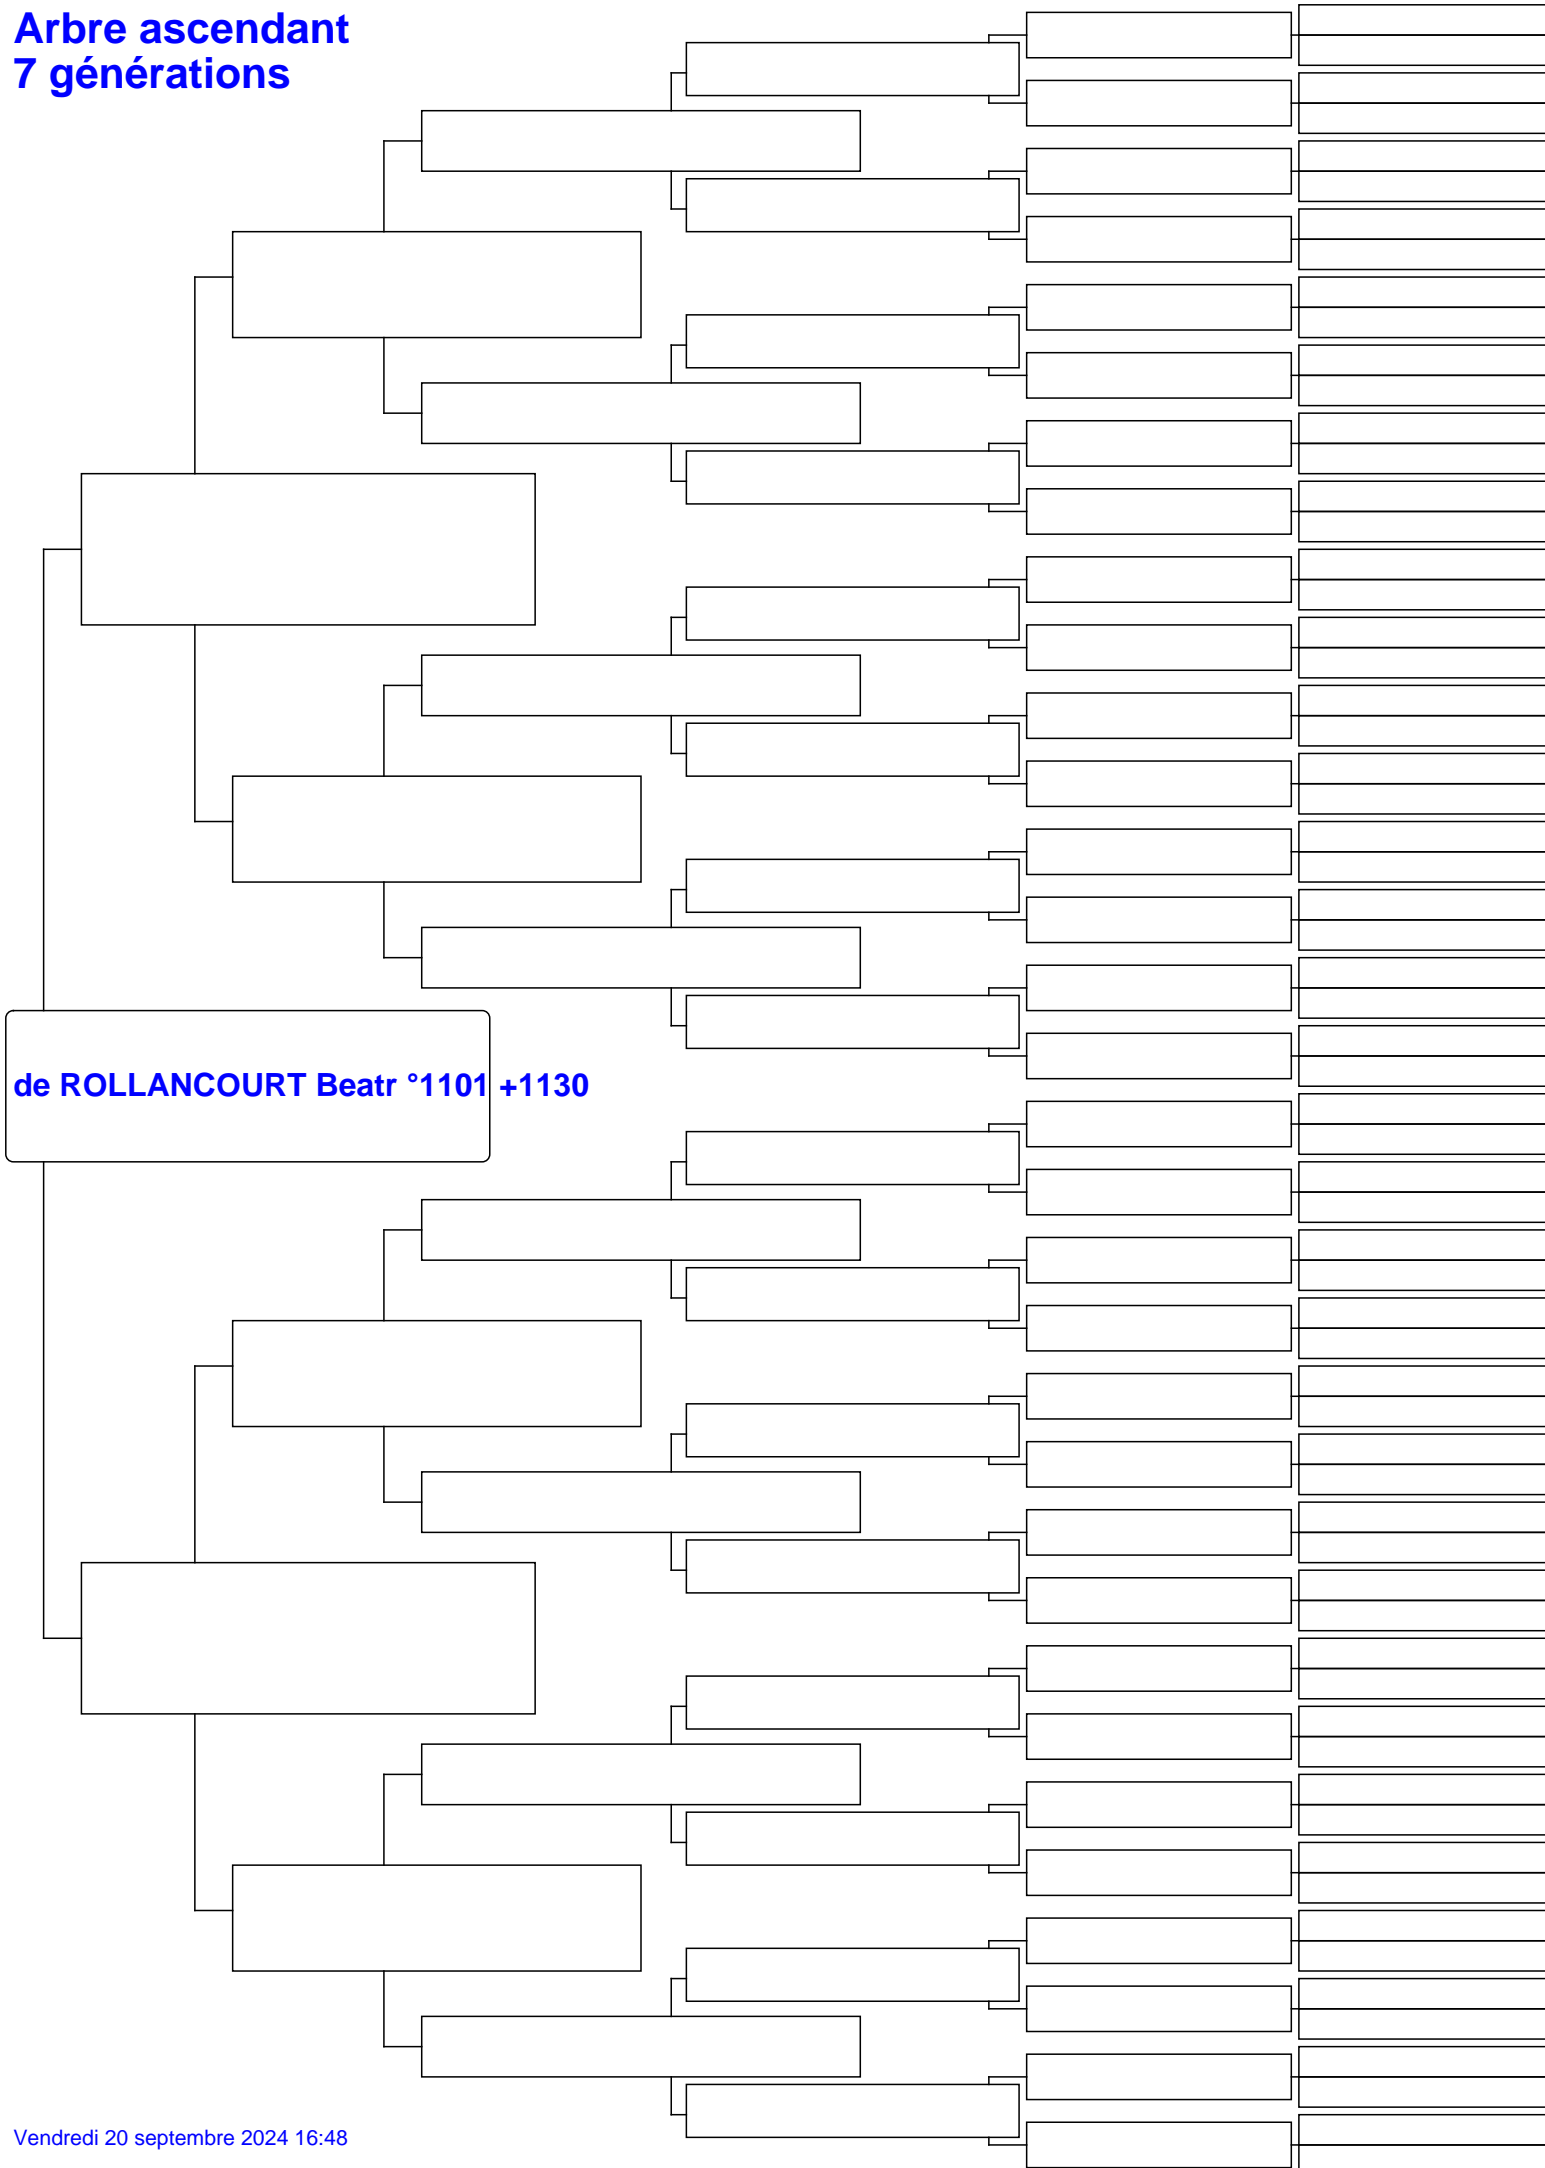 Arbre ascendant
7 générations
de ROLLANCOURT Beatr °1101 +1130
Vendredi 20 septembre 2024 16:48